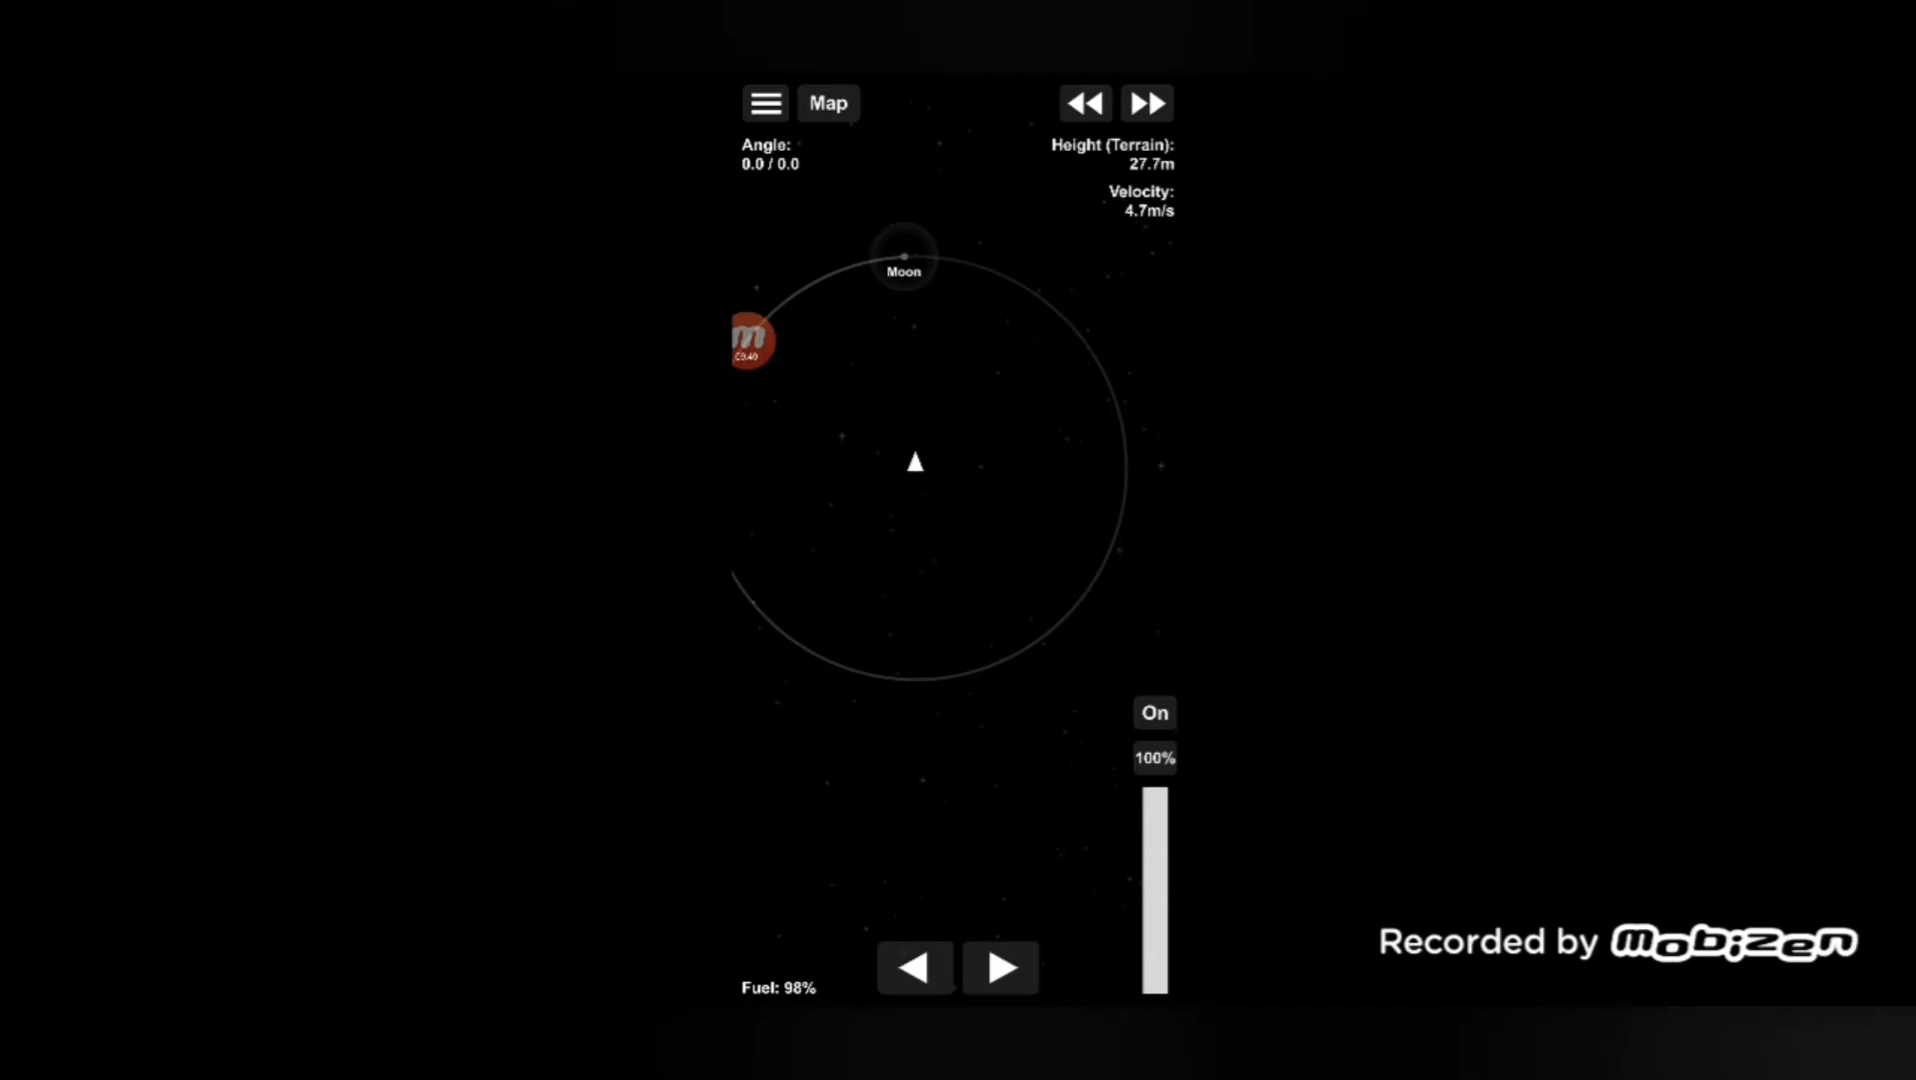 Map
Angle:
0.0 / 0.0
Height (Terrain):
27.7m
Velocity:
4.7m/s
Moon
m
On
100%
Recorded by mobizen
Fuel: 98%